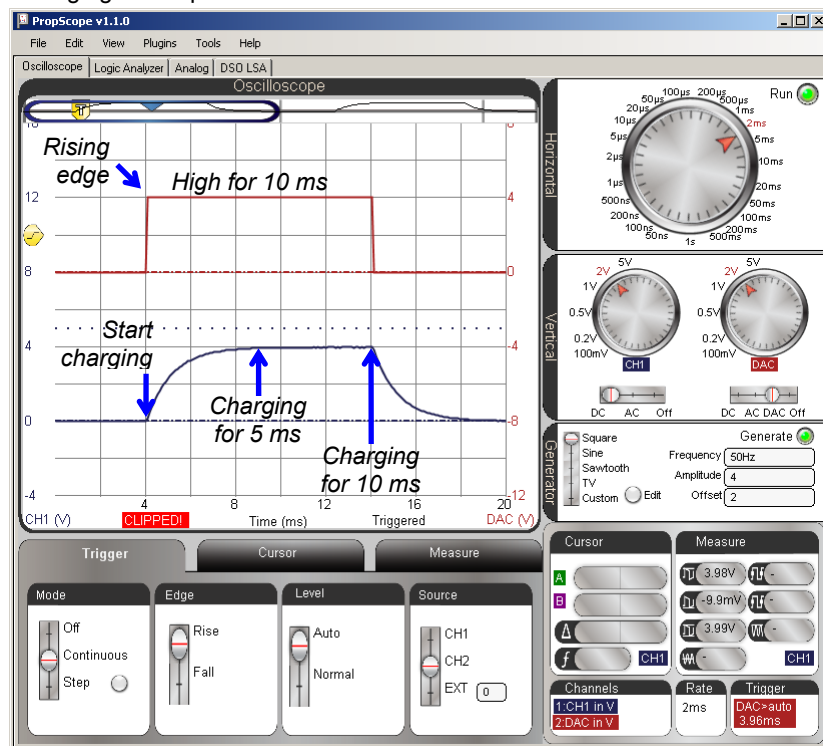 PropScope v1.1.0
File Edit View Plugins Tools Help
Oscilloscope Logic Analyzer Analog DSO LSA
Oscilloscope
T
Rising
edge
High for 10 ms
12
8
4
0
-4
4
0
-4
-8
-12
Start
charging
Charging
for 5 ms
Charging
for 10 ms
4 8 12 16 20
CH1 (V) CLIPPED! Time (ms) Triggered DAC (V)
Horizontal
Run
50µs 100µs 200µs 500µs
20µs 1ms
10µs 2ms
5µs 5ms
2µs 10ms
1µs 20ms
500ns 50ms
200ns 100ms
100ns 200ms
50ns 1s 500ms
Vertical
5V
2V
1V
0.5V
0.2V
100mV
CH1
DC AC Off
5V
2V
1V
0.5V
0.2V
100mV
DAC
DC AC DAC Off
Generator
Square
Sine
Sawtooth
TV
Custom Edit
Generate
Frequency 50Hz
Amplitude 4
Offset 2
Trigger Cursor Measure
Mode
Off
Continuous
Step
Edge
Rise
Fall
Level
Auto
Normal
Source
CH1
CH2
EXT 0
Cursor
A
B
Δ
f CH1
Measure
3.98V -
-9.9mV -
3.99V -
- CH1
Channels
1:CH1 in V
2:DAC in V
Rate
2ms
Trigger
DAC>auto
3.96ms